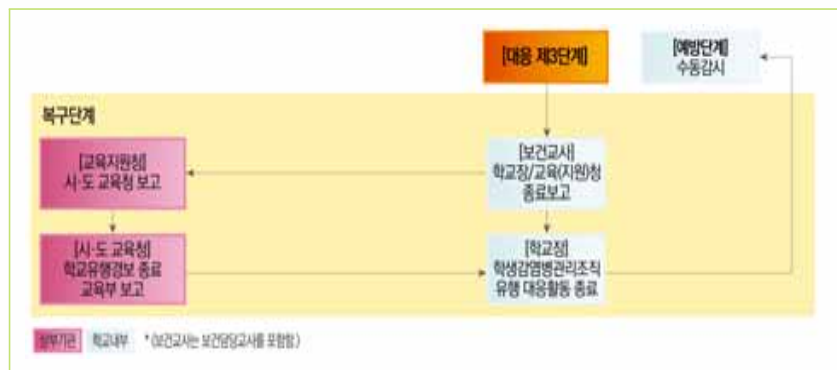 [대응 제3단계]
[예방단계]
수동감시
복구단계
[보건교사]
학교장/교육(지원)청
종료보고
[교육지원청]
시·도 교육청 보고
[시·도 교육청]
학교유행경보 종료
교육부 보고
[학교장]
학생감염병관리조직
유행 대응활동 종료
상부기관
학교내부
* (보건교사는 보건담당교사를 포함함.)